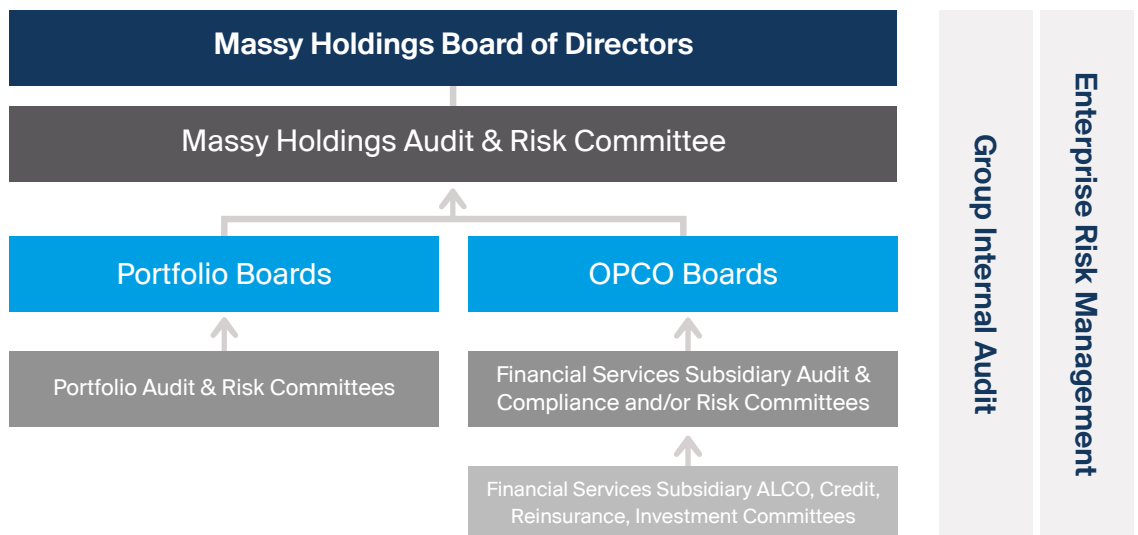 Massy Holdings Board of Directors
Massy Holdings Audit & Risk Committee
Portfolio Boards
OPCO Boards
Portfolio Audit & Risk Committees
Financial Services Subsidiary Audit &
Compliance and/or Risk Committees
Financial Services Subsidiary ALCO, Credit,
Reinsurance, Investment Committees
Group Internal Audit
Enterprise Risk Management